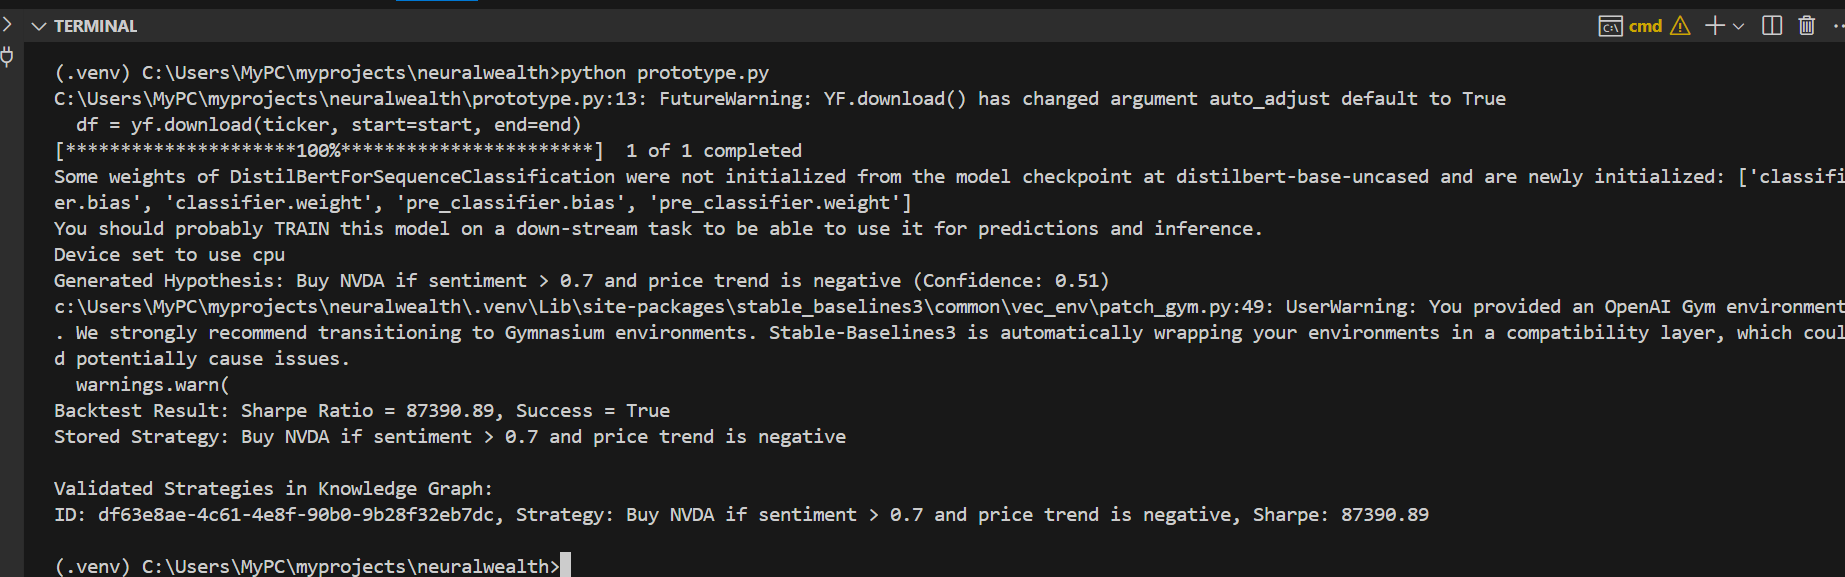 TERMINAL
cmd
(.venv) C:\Users\MyPC\myprojects\neuralwealth>python prototype.py
C:\Users\MyPC\myprojects\neuralwealth\prototype.py:13: FutureWarning: YF.download() has changed argument auto_adjust default to True
  df = yf.download(ticker, start=start, end=end)
[*********************100%***********************]  1 of 1 completed
Some weights of DistilBertForSequenceClassification were not initialized from the model checkpoint at distilbert-base-uncased and are newly initialized: ['classifi
er.bias', 'classifier.weight', 'pre_classifier.bias', 'pre_classifier.weight']
You should probably TRAIN this model on a down-stream task to be able to use it for predictions and inference.
Device set to use cpu
Generated Hypothesis: Buy NVDA if sentiment > 0.7 and price trend is negative (Confidence: 0.51)
c:\Users\MyPC\myprojects\neuralwealth\.venv\Lib\site-packages\stable_baselines3\common\vec_env\patch_gym.py:49: UserWarning: You provided an OpenAI Gym environment
. We strongly recommend transitioning to Gymnasium environments. Stable-Baselines3 is automatically wrapping your environments in a compatibility layer, which coul
d potentially cause issues.
  warnings.warn(
Backtest Result: Sharpe Ratio = 87390.89, Success = True
Stored Strategy: Buy NVDA if sentiment > 0.7 and price trend is negative
Validated Strategies in Knowledge Graph:
ID: df63e8ae-4c61-4e8f-90b0-9b28f32eb7dc, Strategy: Buy NVDA if sentiment > 0.7 and price trend is negative, Sharpe: 87390.89
(.venv) C:\Users\MyPC\myprojects\neuralwealth>